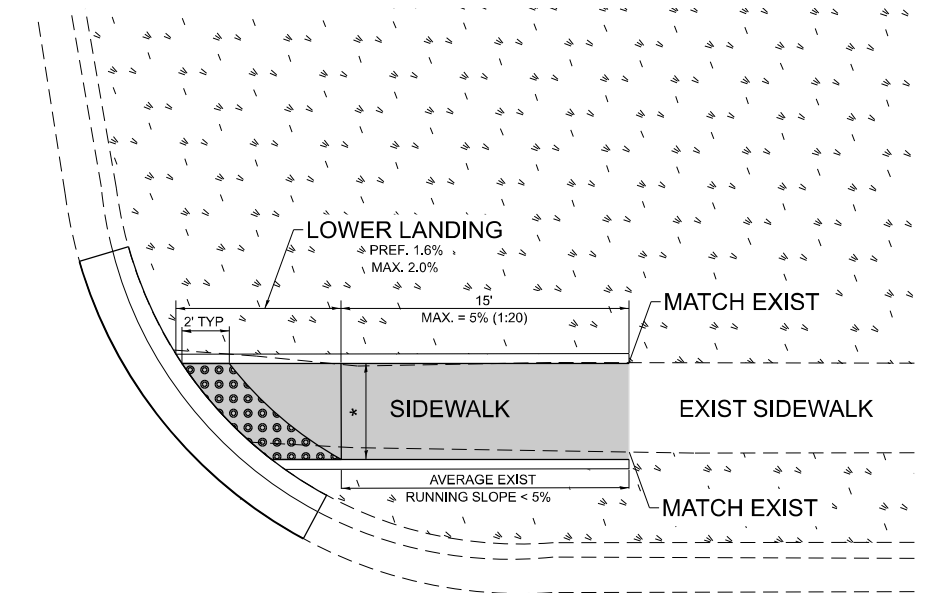 LOWER LANDING
PREF. 1.6%
MAX. 2.0%
15'
MAX. = 5% (1:20)
MATCH EXIST
2' TYP
*
SIDEWALK
EXIST SIDEWALK
AVERAGE EXIST
RUNNING SLOPE < 5%
MATCH EXIST